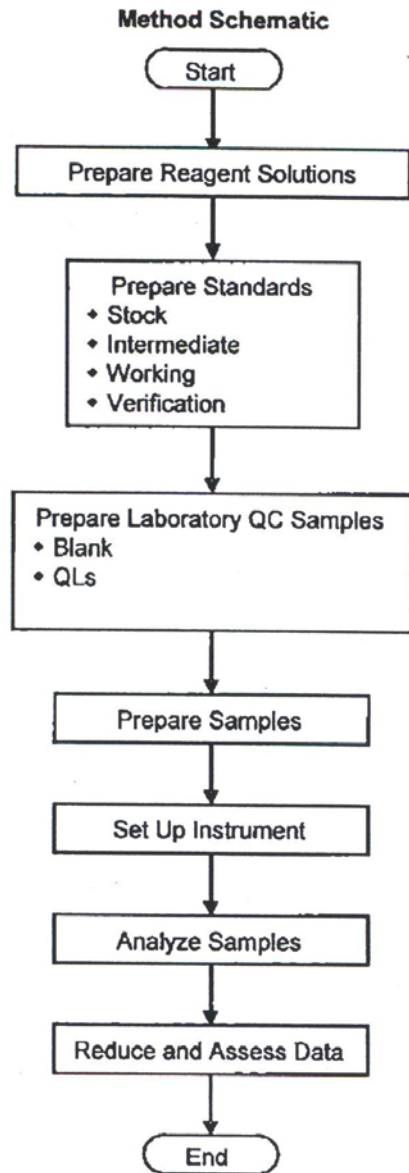 Method Schematic
Start
Prepare Reagent Solutions
Prepare Standards
◆ Stock
◆ Intermediate
◆ Working
◆ Verification
Prepare Laboratory QC Samples
◆ Blank
◆ QLs
Prepare Samples
Set Up Instrument
Analyze Samples
Reduce and Assess Data
End